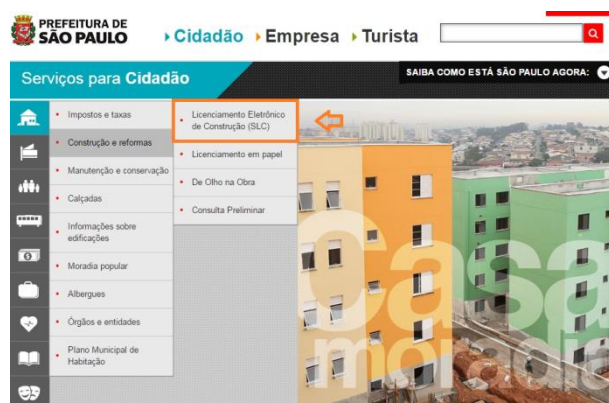 PREFEITURA DE
SÃO PAULO
Cidadão Empresa Turista
Serviços para Cidadão
SAIBA COMO ESTÁ SÃO PAULO AGORA:
Impostos e taxas
Construção e reformas
Manutenção e conservação
Calçadas
Informações sobre
edificações
Moradia popular
Albergues
Órgãos e entidades
Plano Municipal de
Habitação
Licenciamento Eletrônico
de Construção (SLC)
Licenciamento em papel
De Olho na Obra
Consulta Preliminar
Casa
moradia